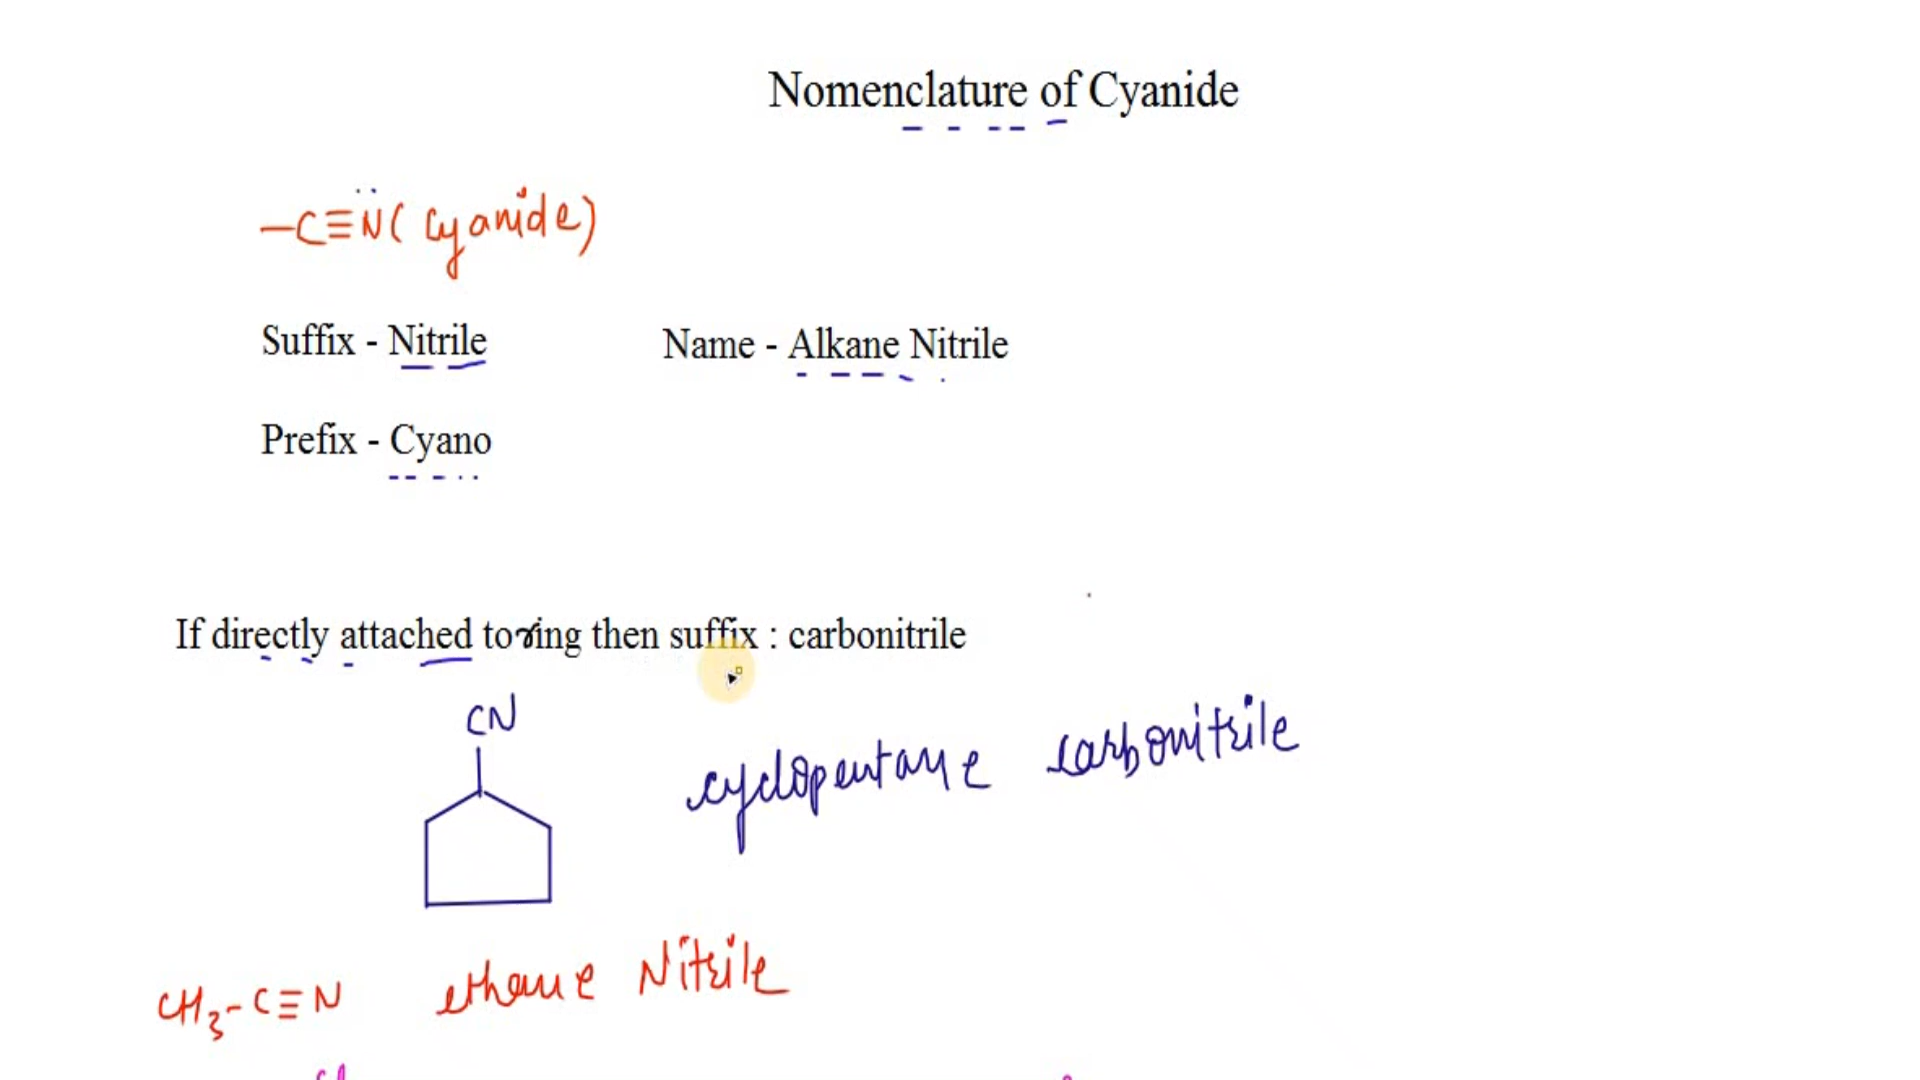 Nomenclature of Cyanide
–C≡N̈ (Cyanide)
Suffix - Nitrile Name - Alkane Nitrile
Prefix - Cyano
If directly attached to ring then suffix : carbonitrile
CN
cyclopentane carbonitrile
CH₃–C≡N ethane Nitrile